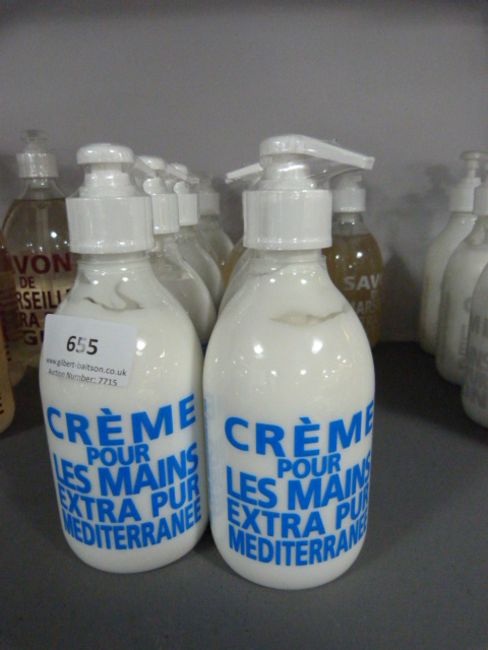 655
www.gilbert-baitson.co.uk
Auction Number: 7715
CRÈME
POUR
LES MAINS
EXTRA PUR
MEDITERRANEE
CRÈME
POUR
LES MAINS
EXTRA PUR
MEDITERRANEE
VON
DE
RSEILL
RA
SAV